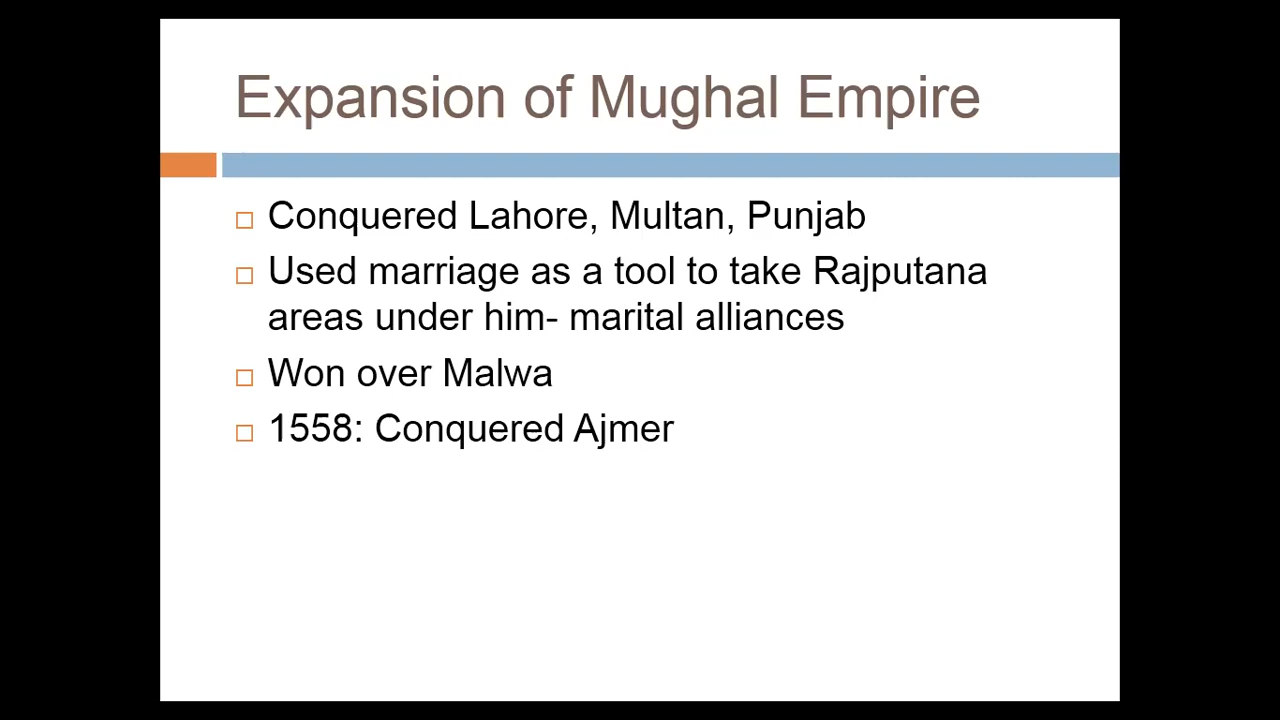 Expansion of Mughal Empire
Conquered Lahore, Multan, Punjab
Used marriage as a tool to take Rajputana
areas under him- marital alliances
Won over Malwa
1558: Conquered Ajmer